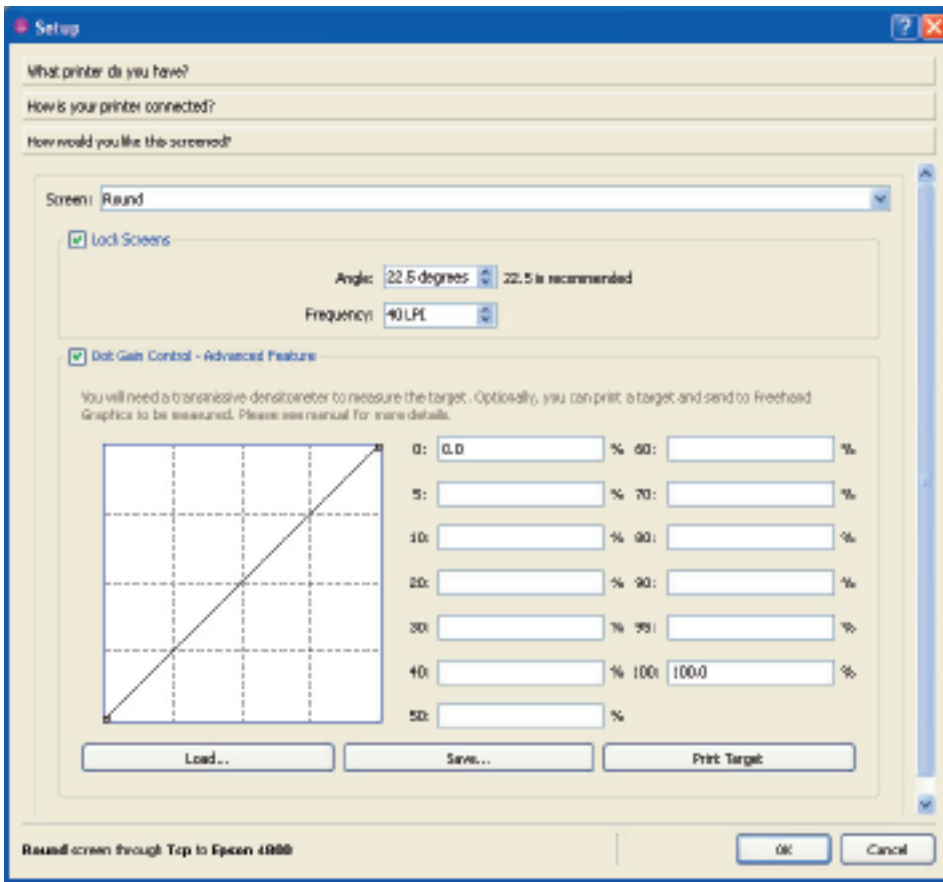 Setup
What printer do you have?
How is your printer connected?
How would you like this screened?
Screen: Round
Lock Screens
Angle: 22.5 degrees 22.5 is recommended
Frequency: 40 LPI
Dot Gain Control - Advanced Feature
You will need a transmissive densitometer to measure the target. Optionally, you can print a target and send to Freehand
Graphics to be measured. Please see manual for more details.
0: 0.0 % 60: %
5: % 70: %
10: % 80: %
20: % 90: %
30: % 95: %
40: % 100: 100.0 %
50: %
Load... Save... Print Target
Round screen through Tcp to Epson 4800 OK Cancel